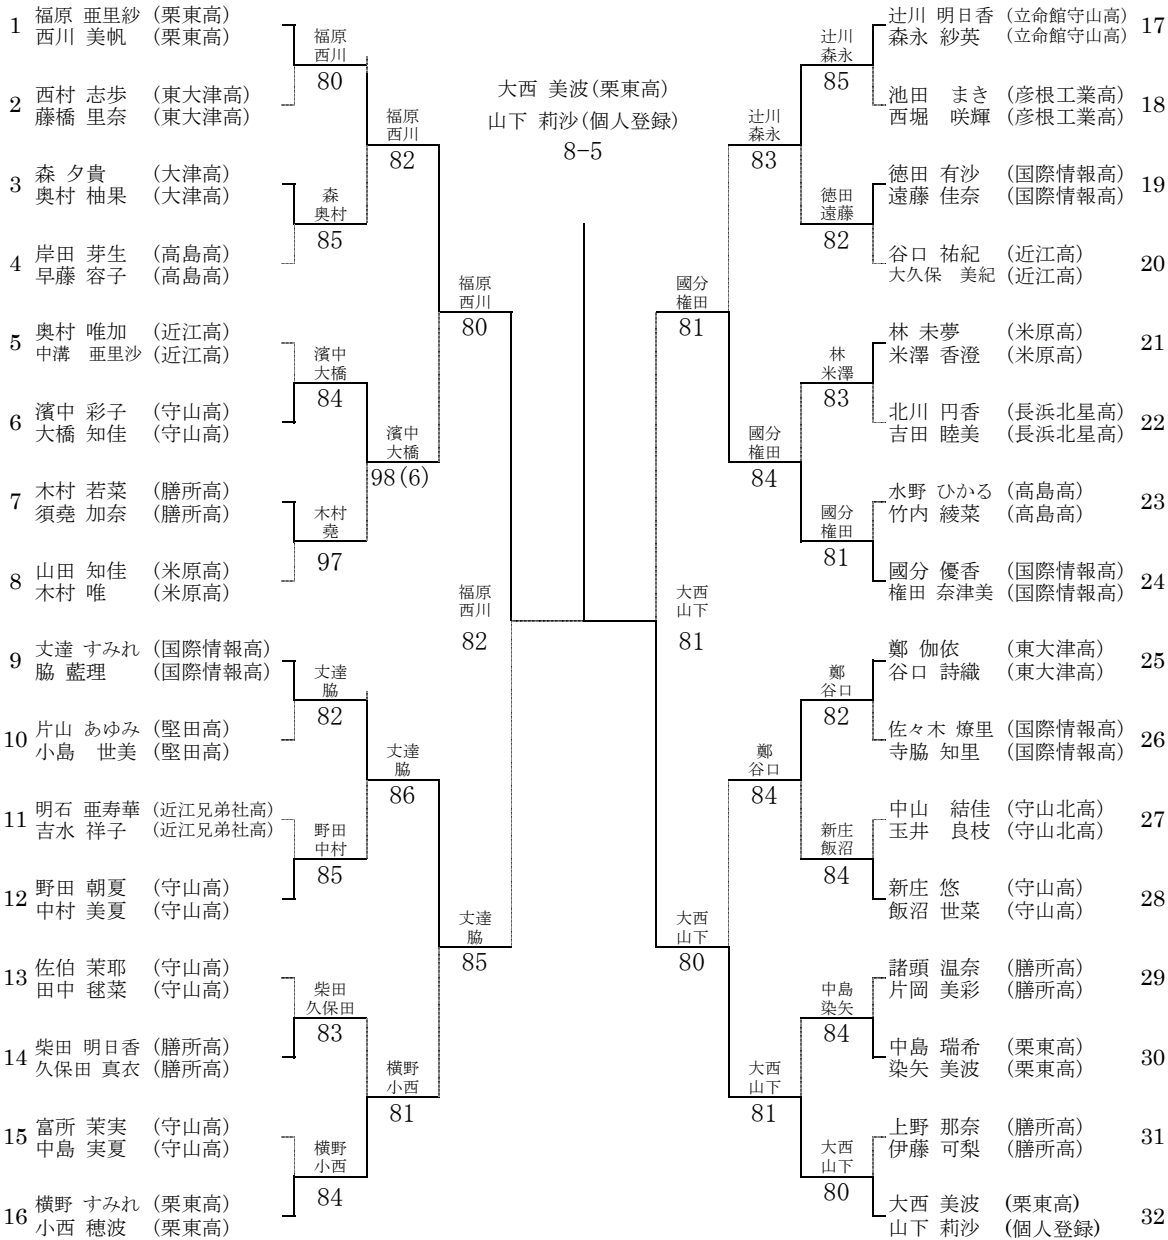 1 福原 亜里紗 (栗東高)
西川 美帆 (栗東高)
2 西村 志歩 (東大津高)
藤橋 里奈 (東大津高)
3 森 夕貴 (大津高)
奥村 柚果 (大津高)
4 岸田 芽生 (高島高)
早藤 容子 (高島高)
5 奥村 唯加 (近江高)
中溝 亜里沙 (近江高)
6 濱中 彩子 (守山高)
大橋 知佳 (守山高)
7 木村 若菜 (膳所高)
須堯 加奈 (膳所高)
8 山田 知佳 (米原高)
木村 唯 (米原高)
9 丈達 すみれ (国際情報高)
脇 藍理 (国際情報高)
10 片山 あゆみ (堅田高)
小島 世美 (堅田高)
11 明石 亜寿華 (近江兄弟社高)
吉水 祥子 (近江兄弟社高)
12 野田 朝夏 (守山高)
中村 美夏 (守山高)
13 佐伯 茉耶 (守山高)
田中 毬菜 (守山高)
14 柴田 明日香 (膳所高)
久保田 真衣 (膳所高)
15 富所 茉実 (守山高)
中島 実夏 (守山高)
16 横野 すみれ (栗東高)
小西 穂波 (栗東高)
福原
西川
80
森
奥村
85
濱中
大橋
84
木村
堯
97
丈達
脇
82
野田
中村
85
柴田
久保田
83
横野
小西
84
福原
西川
82
濱中
大橋
98(6)
丈達
脇
86
横野
小西
81
福原
西川
80
丈達
脇
85
福原
西川
82
大西 美波(栗東高)
山下 莉沙(個人登録)
8-5
大西
山下
81
國分
権田
81
大西
山下
80
辻川
森永
83
國分
権田
84
鄭
谷口
84
大西
山下
81
辻川
森永
85
徳田
遠藤
82
林
米澤
83
國分
権田
81
鄭
谷口
82
新庄
飯沼
84
中島
染矢
84
大西
山下
80
辻川 明日香 (立命館守山高) 17
森永 紗英 (立命館守山高)
池田 まき (彦根工業高) 18
西堀 咲輝 (彦根工業高)
徳田 有沙 (国際情報高) 19
遠藤 佳奈 (国際情報高)
谷口 祐紀 (近江高) 20
大久保 美紀 (近江高)
林 未夢 (米原高) 21
米澤 香澄 (米原高)
北川 円香 (長浜北星高) 22
吉田 睦美 (長浜北星高)
水野 ひかる (高島高) 23
竹内 綾菜 (高島高)
國分 優香 (国際情報高) 24
権田 奈津美 (国際情報高)
鄭 伽依 (東大津高) 25
谷口 詩織 (東大津高)
佐々木 燎里 (国際情報高) 26
寺脇 知里 (国際情報高)
中山 結佳 (守山北高) 27
玉井 良枝 (守山北高)
新庄 悠 (守山高) 28
飯沼 世菜 (守山高)
諸頭 温奈 (膳所高) 29
片岡 美彩 (膳所高)
中島 瑞希 (栗東高) 30
染矢 美波 (栗東高)
上野 那奈 (膳所高) 31
伊藤 可梨 (膳所高)
大西 美波 (栗東高) 32
山下 莉沙 (個人登録)